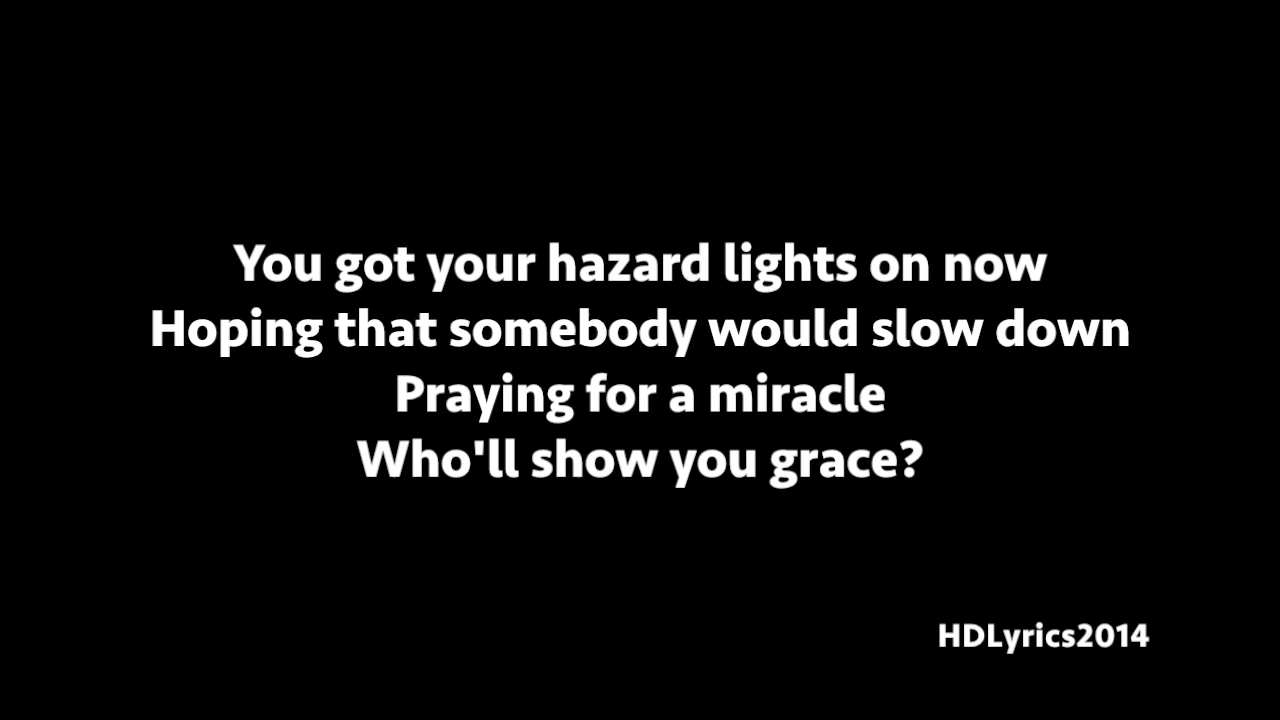 You got your hazard lights on now
Hoping that somebody would slow down
Praying for a miracle
Who'll show you grace?
HDLyrics2014